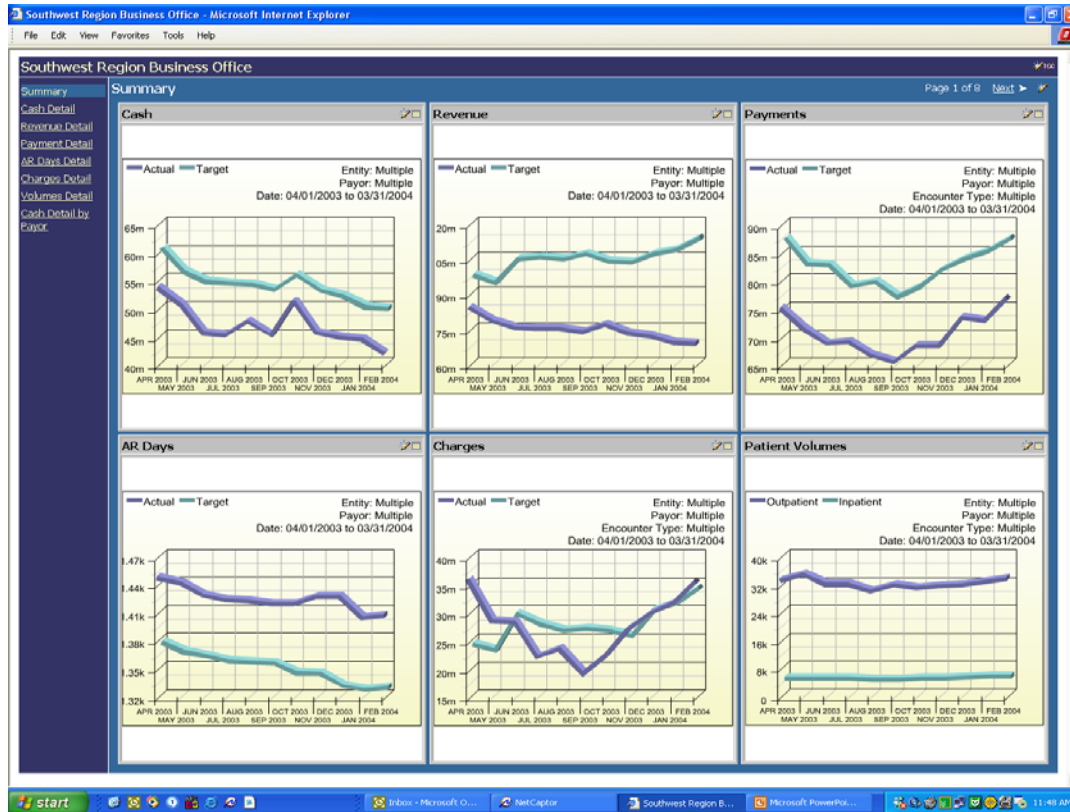 Southwest Region Business Office - Microsoft Internet Explorer
File Edit View Favorites Tools Help
Southwest Region Business Office
Summary
Cash Detail
Revenue Detail
Payment Detail
AR Days Detail
Charges Detail
Volumes Detail
Cash Detail by
Payor
Summary
Page 1 of 8 Next
Cash
Actual Target
Entity: Multiple
Payor: Multiple
Date: 04/01/2003 to 03/31/2004
65m
60m
55m
50m
45m
40m
APR 2003 JUN 2003 AUG 2003 OCT 2003 DEC 2003 FEB 2004
MAY 2003 JUL 2003 SEP 2003 NOV 2003 JAN 2004
Revenue
Actual Target
Entity: Multiple
Payor: Multiple
Date: 04/01/2003 to 03/31/2004
20m
05m
90m
75m
60m
APR 2003 JUN 2003 AUG 2003 OCT 2003 DEC 2003 FEB 2004
MAY 2003 JUL 2003 SEP 2003 NOV 2003 JAN 2004
Payments
Actual Target
Entity: Multiple
Payor: Multiple
Encounter Type: Multiple
Date: 04/01/2003 to 03/31/2004
90m
85m
80m
75m
70m
65m
APR 2003 JUN 2003 AUG 2003 OCT 2003 DEC 2003 FEB 2004
MAY 2003 JUL 2003 SEP 2003 NOV 2003 JAN 2004
AR Days
Actual Target
Entity: Multiple
Payor: Multiple
Date: 04/01/2003 to 03/31/2004
1.47k
1.44k
1.41k
1.38k
1.35k
1.32k
APR 2003 JUN 2003 AUG 2003 OCT 2003 DEC 2003 FEB 2004
MAY 2003 JUL 2003 SEP 2003 NOV 2003 JAN 2004
Charges
Actual Target
Entity: Multiple
Payor: Multiple
Encounter Type: Multiple
Date: 04/01/2003 to 03/31/2004
40m
35m
30m
25m
20m
15m
APR 2003 JUN 2003 AUG 2003 OCT 2003 DEC 2003 FEB 2004
MAY 2003 JUL 2003 SEP 2003 NOV 2003 JAN 2004
Patient Volumes
Outpatient Inpatient
Entity: Multiple
Payor: Multiple
Encounter Type: Multiple
Date: 04/01/2003 to 03/31/2004
40k
32k
24k
16k
8k
0
APR 2003 JUN 2003 AUG 2003 OCT 2003 DEC 2003 FEB 2004
MAY 2003 JUL 2003 SEP 2003 NOV 2003 JAN 2004
start
Inbox - Microsoft O...
NetCaptor
Southwest Region B...
Microsoft PowerPoi...
11:48 AM